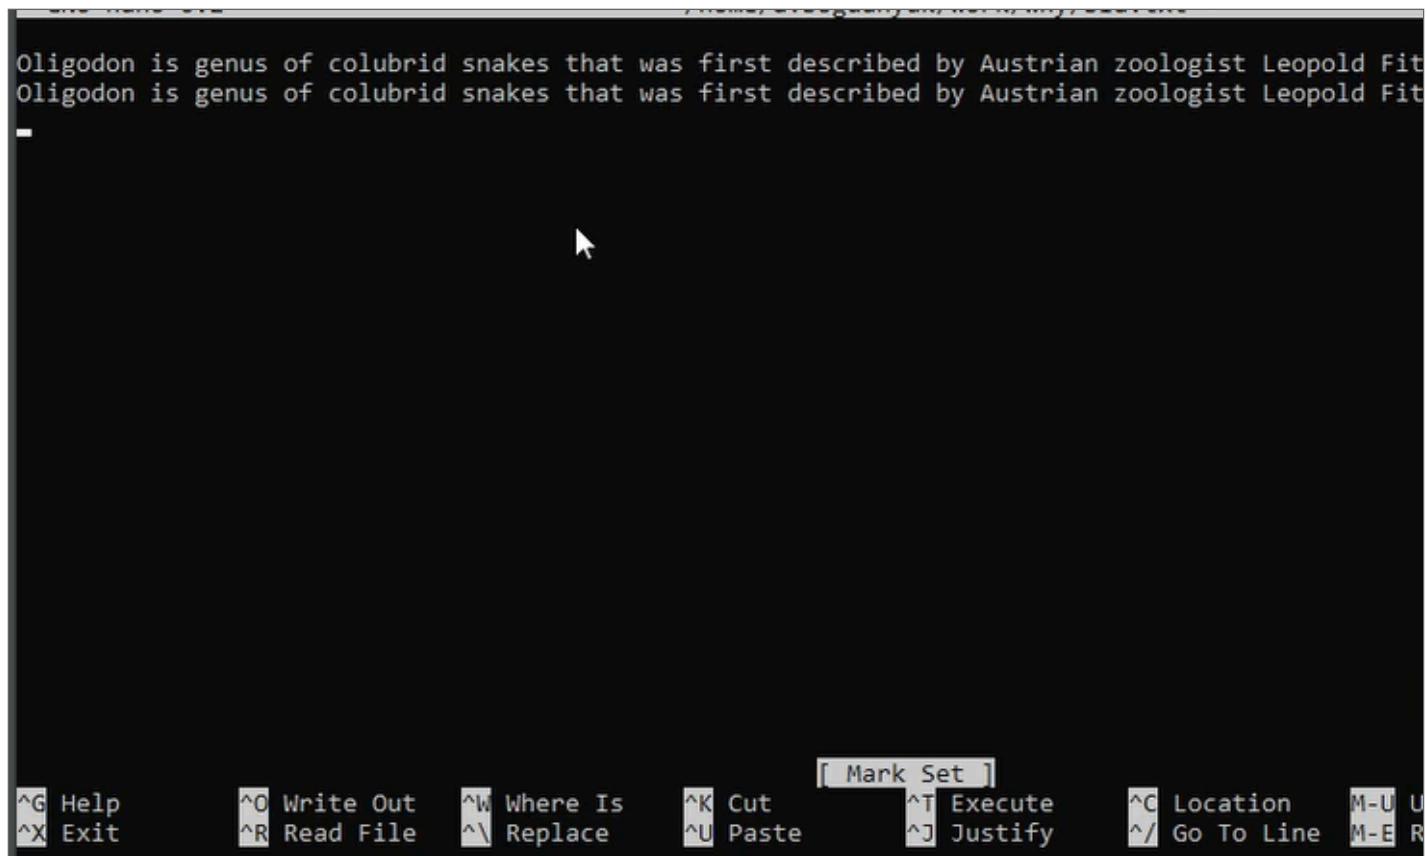 Oligodon is genus of colubrid snakes that was first described by Austrian zoologist Leopold Fit
Oligodon is genus of colubrid snakes that was first described by Austrian zoologist Leopold Fit
[ Mark Set ]
^G Help ^O Write Out ^W Where Is ^K Cut ^T Execute ^C Location M-U U
^X Exit ^R Read File ^\ Replace ^U Paste ^J Justify ^/ Go To Line M-E R